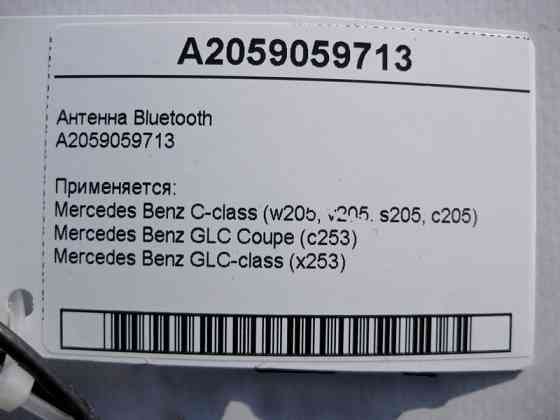 A2059059713
Антенна Bluetooth
A2059059713
Применяется:
Mercedes Benz C-class (w205, v205, s205, c205)
Mercedes Benz GLC Coupe (c253)
Mercedes Benz GLC-class (x253)